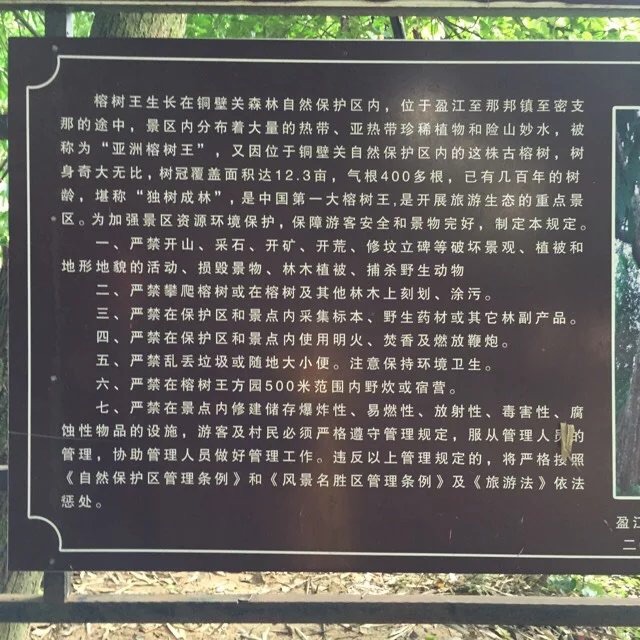 榕树王生长在铜壁关森林自然保护区内，位于盈江至那邦镇至密支
那的途中，景区内分布着大量的热带、亚热带珍稀植物和险山妙水，被
称为“亚洲榕树王”，又因位于铜壁关自然保护区内的这株古榕树，树
身奇大无比，树冠覆盖面积达12.3亩，气根400多根，已有几百年的树
龄，堪称“独树成林”，是中国第一大榕树王，是开展旅游生态的重点景
区。为加强景区资源环境保护，保障游客安全和景物完好，制定本规定。
一、严禁开山、采石、开矿、开荒、修坟立碑等破坏景观、植被和
地形地貌的活动、损毁景物、林木植被、捕杀野生动物
二、严禁攀爬榕树或在榕树及其他林木上刻划、涂污。
三、严禁在保护区和景点内采集标本、野生药材或其它林副产品。
四、严禁在保护区和景点内使用明火、焚香及燃放鞭炮。
五、严禁乱丢垃圾或随地大小便。注意保持环境卫生。
六、严禁在榕树王方园500米范围内野炊或宿营。
七、严禁在景点内修建储存爆炸性、易燃性、放射性、毒害性、腐
蚀性物品的设施，游客及村民必须严格遵守管理规定，服从管理人员的
管理，协助管理人员做好管理工作。违反以上管理规定的，将严格按照
《自然保护区管理条例》和《风景名胜区管理条例》及《旅游法》依法
惩处。
盈江
二